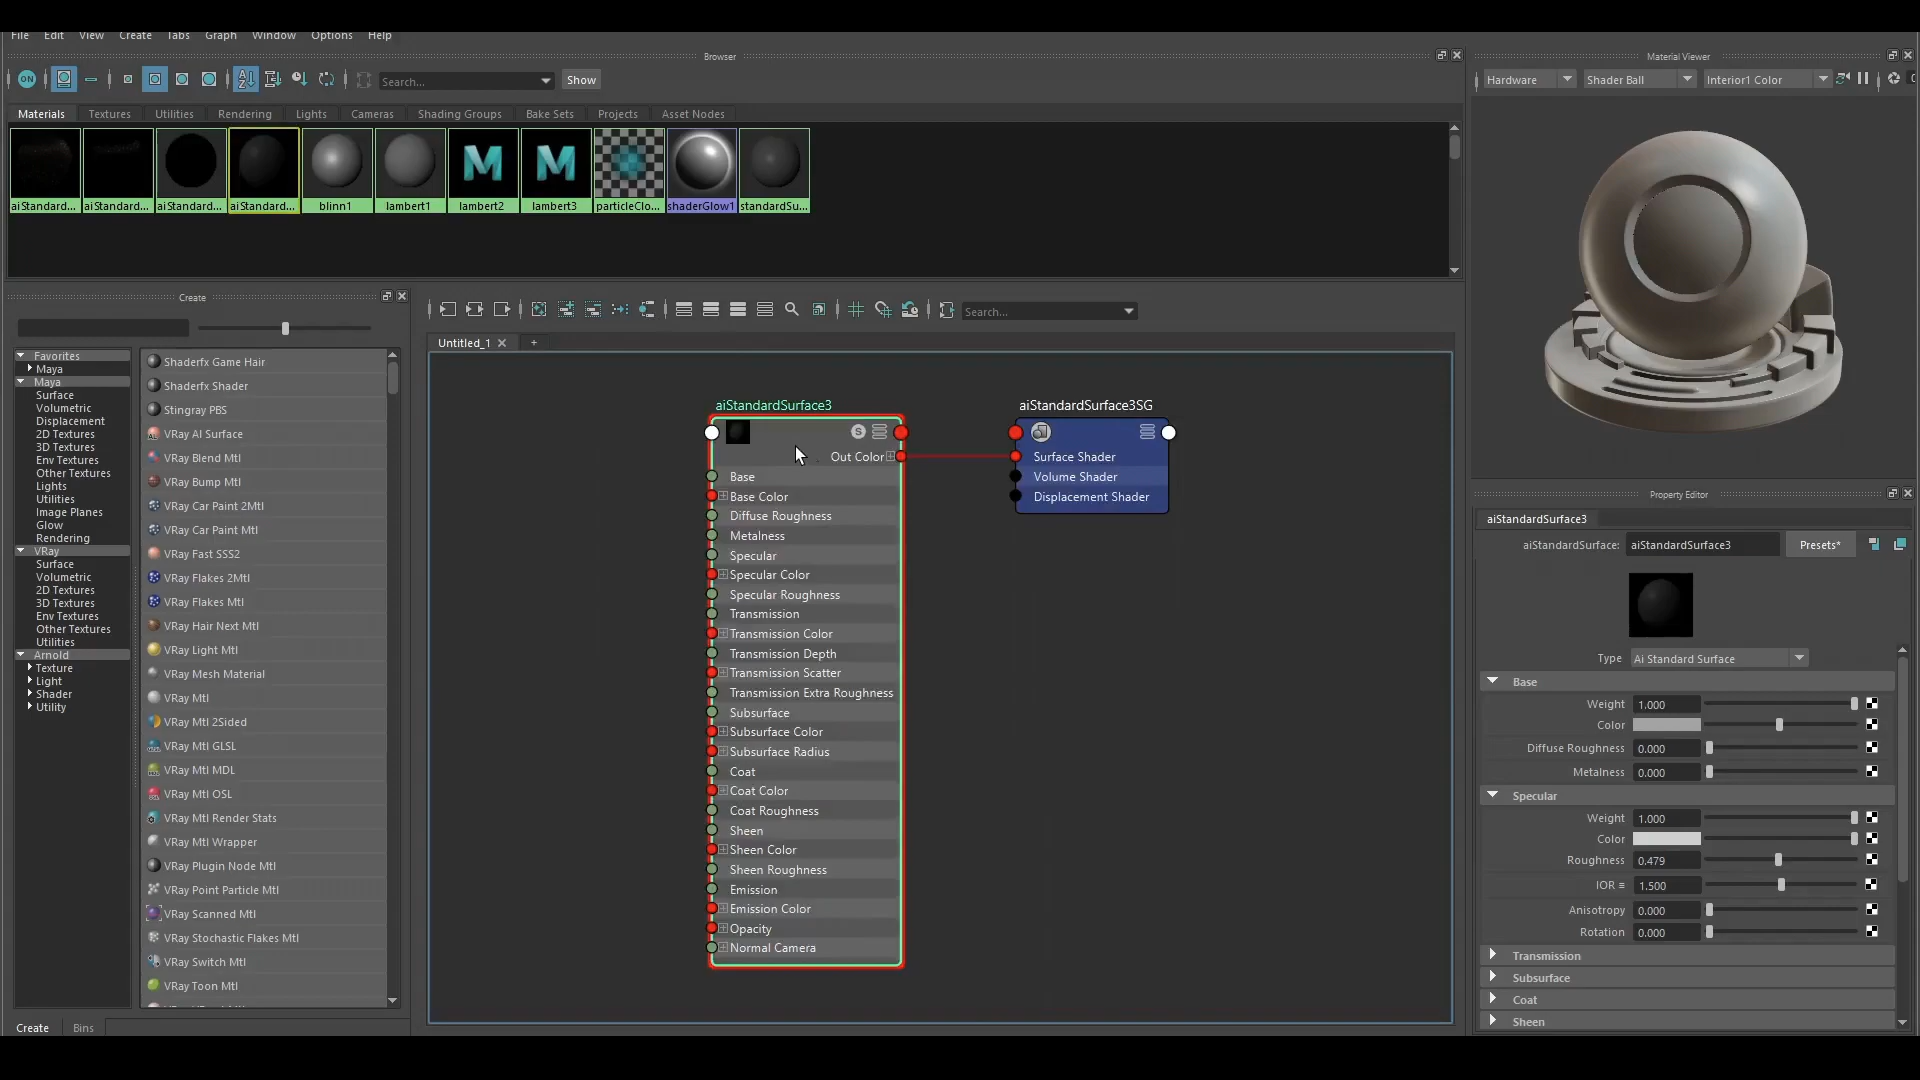 File Edit View Create Tabs Graph Window Options Help
Browser
ON Search... Show
Materials Textures Utilities Rendering Lights Cameras Shading Groups Bake Sets Projects Asset Nodes
aiStandard... aiStandard... aiStandard... aiStandard... blinn1 lambert1 lambert2 lambert3 particleClo... shaderGlow1 standardSu...
Create
Favorites
Maya
Maya
Surface
Volumetric
Displacement
2D Textures
3D Textures
Env Textures
Other Textures
Lights
Utilities
Image Planes
Glow
Rendering
VRay
Surface
Volumetric
2D Textures
3D Textures
Env Textures
Other Textures
Utilities
Arnold
Texture
Light
Shader
Utility
Shaderfx Game Hair
Shaderfx Shader
Stingray PBS
VRay Al Surface
VRay Blend Mtl
VRay Bump Mtl
VRay Car Paint 2Mtl
VRay Car Paint Mtl
VRay Fast SSS2
VRay Flakes 2Mtl
VRay Flakes Mtl
VRay Hair Next Mtl
VRay Light Mtl
VRay Mesh Material
VRay Mtl
VRay Mtl 2Sided
VRay Mtl GLSL
VRay Mtl MDL
VRay Mtl OSL
VRay Mtl Render Stats
VRay Mtl Wrapper
VRay Plugin Node Mtl
VRay Point Particle Mtl
VRay Scanned Mtl
VRay Stochastic Flakes Mtl
VRay Switch Mtl
VRay Toon Mtl
Create Bins
Search...
Untitled_1 +
aiStandardSurface3
S
Out Color
Base
Base Color
Diffuse Roughness
Metalness
Specular
Specular Color
Specular Roughness
Transmission
Transmission Color
Transmission Depth
Transmission Scatter
Transmission Extra Roughness
Subsurface
Subsurface Color
Subsurface Radius
Coat
Coat Color
Coat Roughness
Sheen
Sheen Color
Sheen Roughness
Emission
Emission Color
Opacity
Normal Camera
aiStandardSurface3SG
Surface Shader
Volume Shader
Displacement Shader
Material Viewer
Hardware Shader Ball Interior1 Color
Property Editor
aiStandardSurface3
aiStandardSurface: aiStandardSurface3 Presets*
Type Ai Standard Surface
Base
Weight 1.000
Color
Diffuse Roughness 0.000
Metalness 0.000
Specular
Weight 1.000
Color
Roughness 0.479
IOR 1.500
Anisotropy 0.000
Rotation 0.000
Transmission
Subsurface
Coat
Sheen